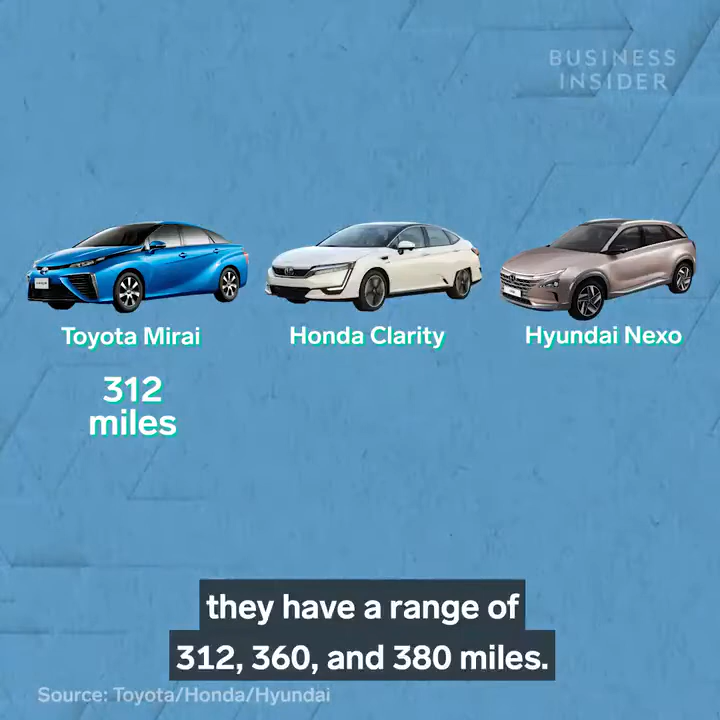 BUSINESS
INSIDER
Toyota Mirai
Honda Clarity
Hyundai Nexo
312
miles
they have a range of
312, 360, and 380 miles.
Source: Toyota/Honda/Hyundai